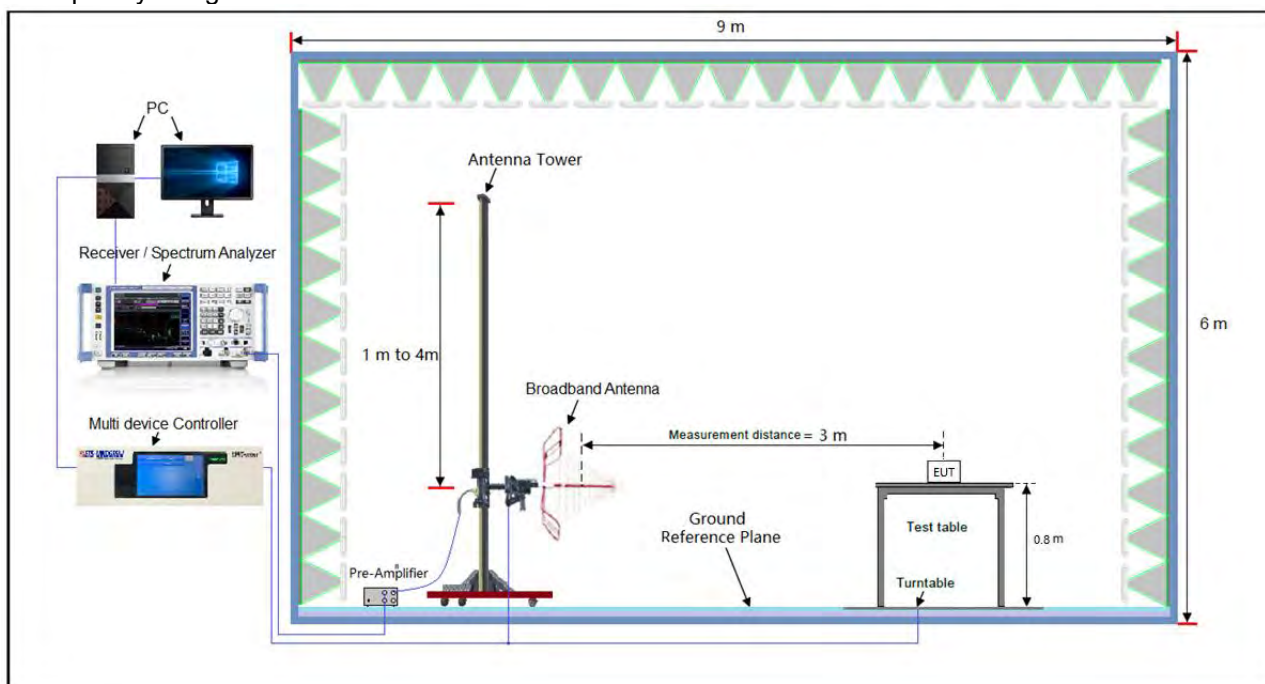 9 m
PC
Antenna Tower
Receiver / Spectrum Analyzer
6 m
1 m to 4m
Broadband Antenna
Multi device Controller
Measurement distance = 3 m
EUT
Ground
Reference Plane
Test table
0.8 m
Pre-Amplifier
Turntable